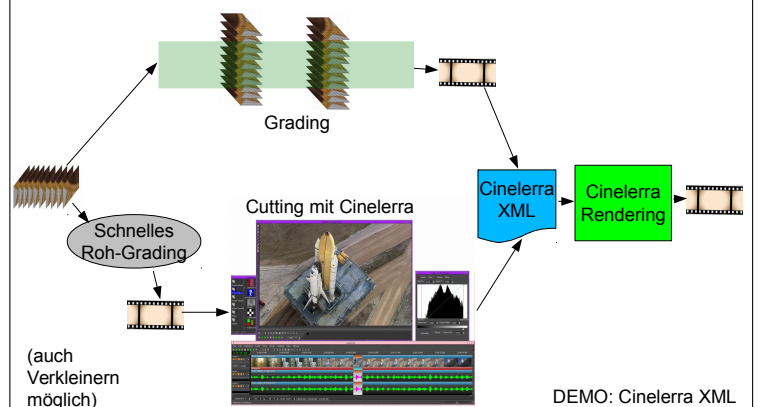 Grading
Cutting mit Cinelerra
Schnelles
Roh-Grading
Cinelerra
XML
Cinelerra
Rendering
(auch
Verkleinern
möglich)
DEMO: Cinelerra XML